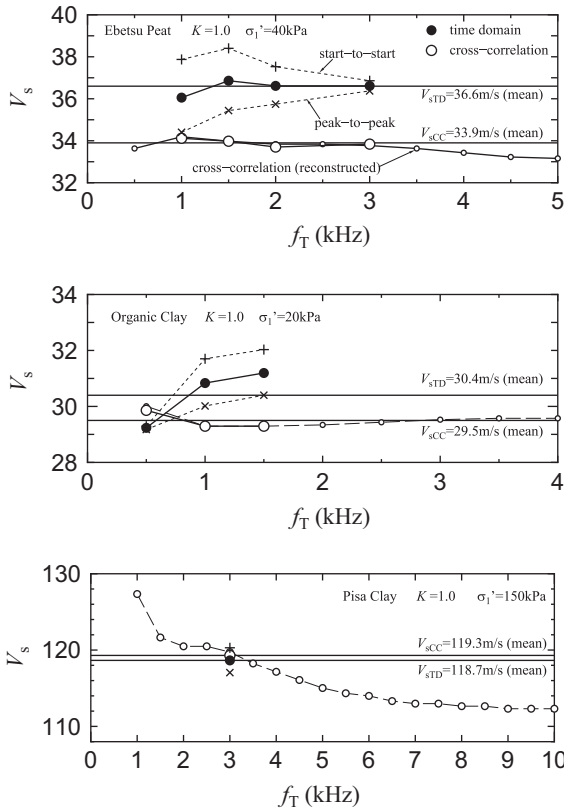 40
38
36
34
32
Vs
Ebetsu Peat K=1.0 σ1'=40kPa
time domain
cross-correlation
start-to-start
VsTD=36.6m/s (mean)
peak-to-peak
VsCC=33.9m/s (mean)
cross-correlation (reconstructed)
0 1 2 3 4 5
fT (kHz)
34
32
30
28
Vs
Organic Clay K=1.0 σ1'=20kPa
VsTD=30.4m/s (mean)
VsCC=29.5m/s (mean)
0 1 2 3 4
fT (kHz)
130
120
110
Vs
Pisa Clay K=1.0 σ1'=150kPa
VsCC=119.3m/s (mean)
VsTD=118.7m/s (mean)
0 1 2 3 4 5 6 7 8 9 10
fT (kHz)